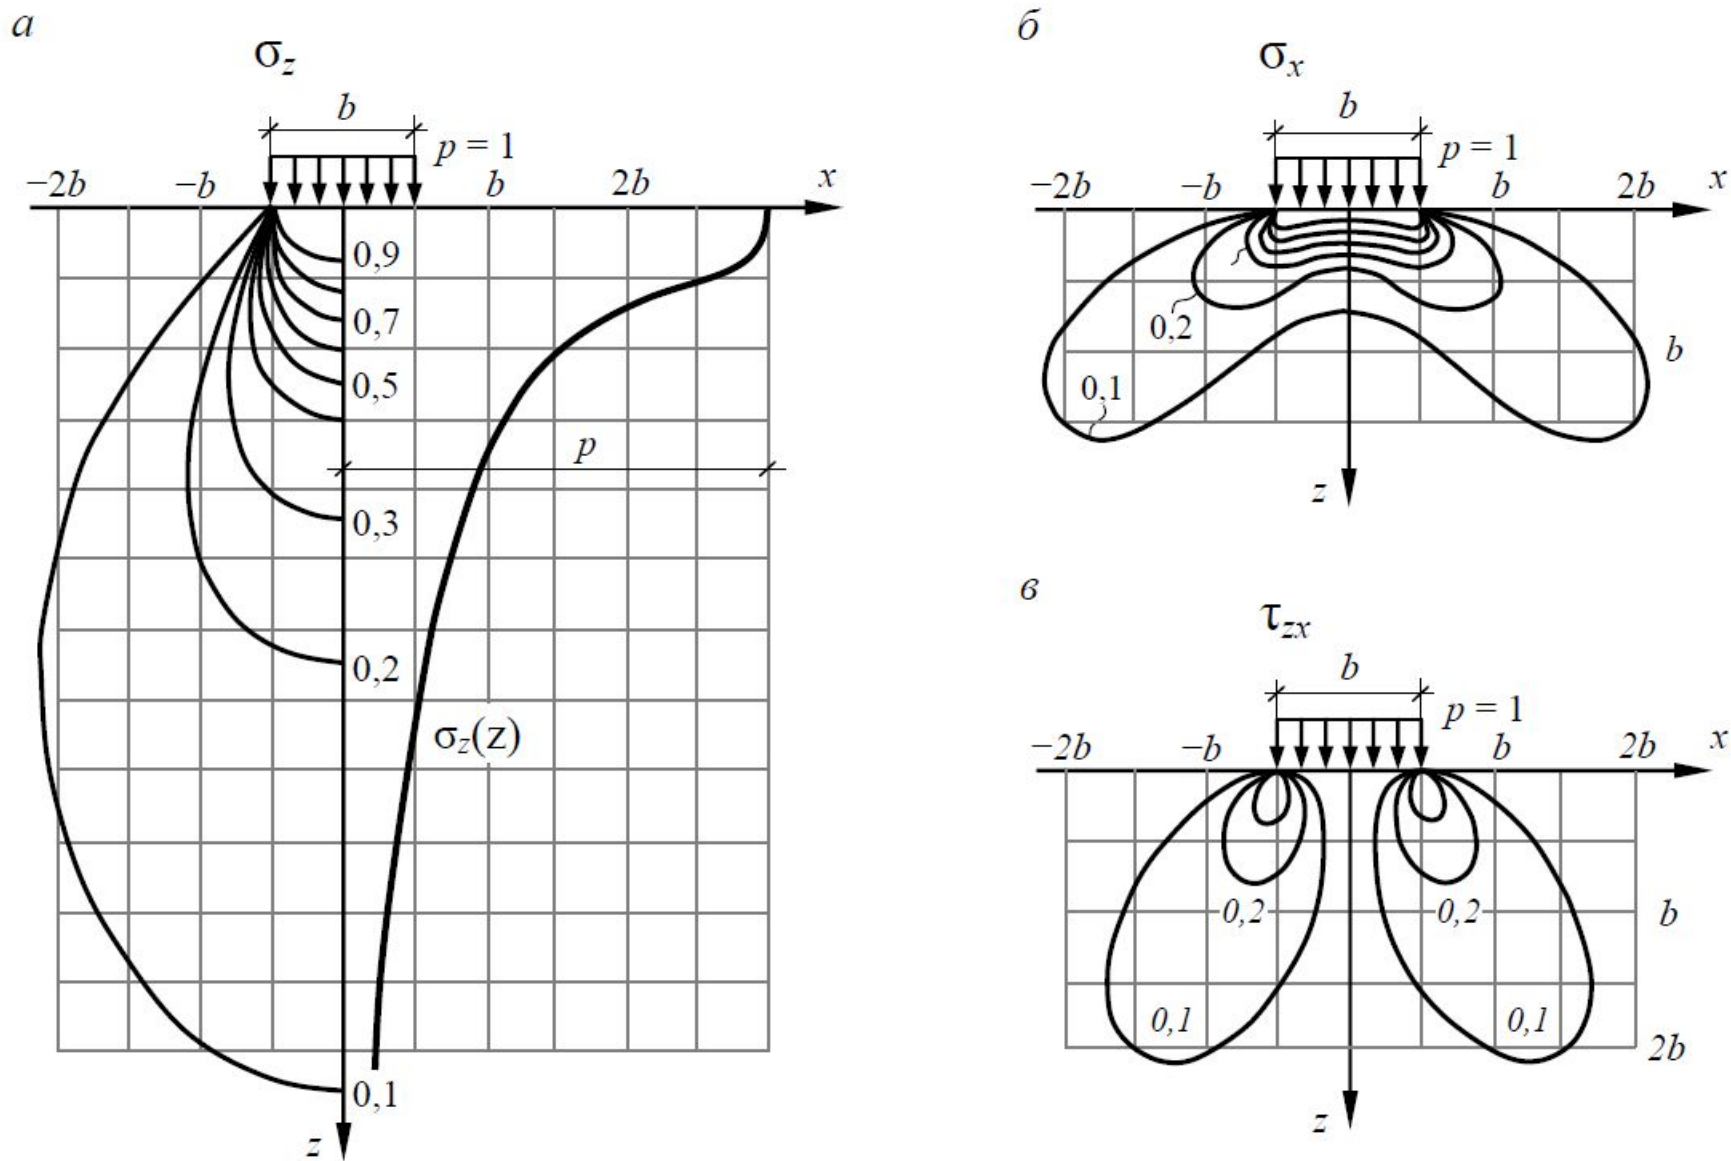 а
σz
b
p = 1
−2b −b b 2b x
0,9
0,7
0,5
p
0,3
0,2
σz(z)
0,1
z
б
σx
b
p = 1
−2b −b b 2b x
0,2
b
0,1
z
в
τzx
b
p = 1
−2b −b b 2b x
0,2 0,2 b
0,1 0,1
2b
z